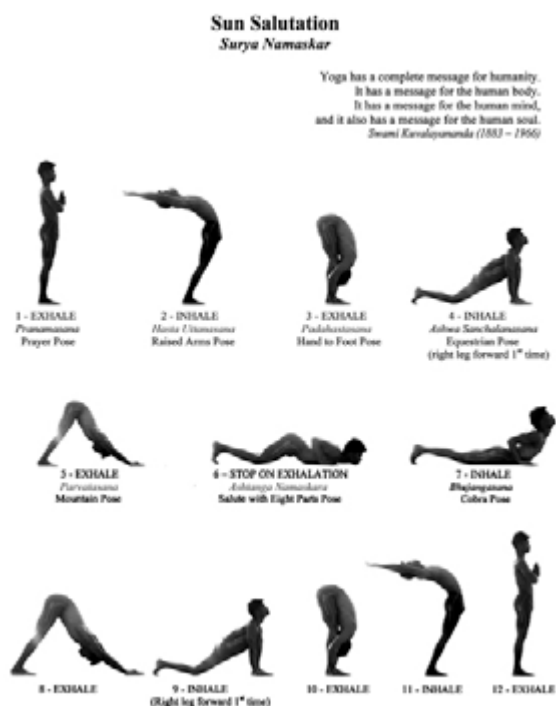 Sun Salutation
Surya Namaskar
Yoga has a complete message for humanity.
It has a message for the human body.
It has a message for the human mind,
and it also has a message for the human soul.
Swami Kuvalayananda (1883 – 1966)
1 - EXHALE
Pranamasana
Prayer Pose
2 - INHALE
Hasta Uttanasana
Raised Arms Pose
3 - EXHALE
Padahastasana
Hand to Foot Pose
4 - INHALE
Ashwa Sanchalanasana
Equestrian Pose
(right leg forward 1st time)
5 - EXHALE
Parvatasana
Mountain Pose
6 – STOP ON EXHALATION
Ashtanga Namaskara
Salute with Eight Parts Pose
7 - INHALE
Bhujangasana
Cobra Pose
8 - EXHALE
9 - INHALE
(Right leg forward 1st time)
10 - EXHALE
11 - INHALE
12 - EXHALE